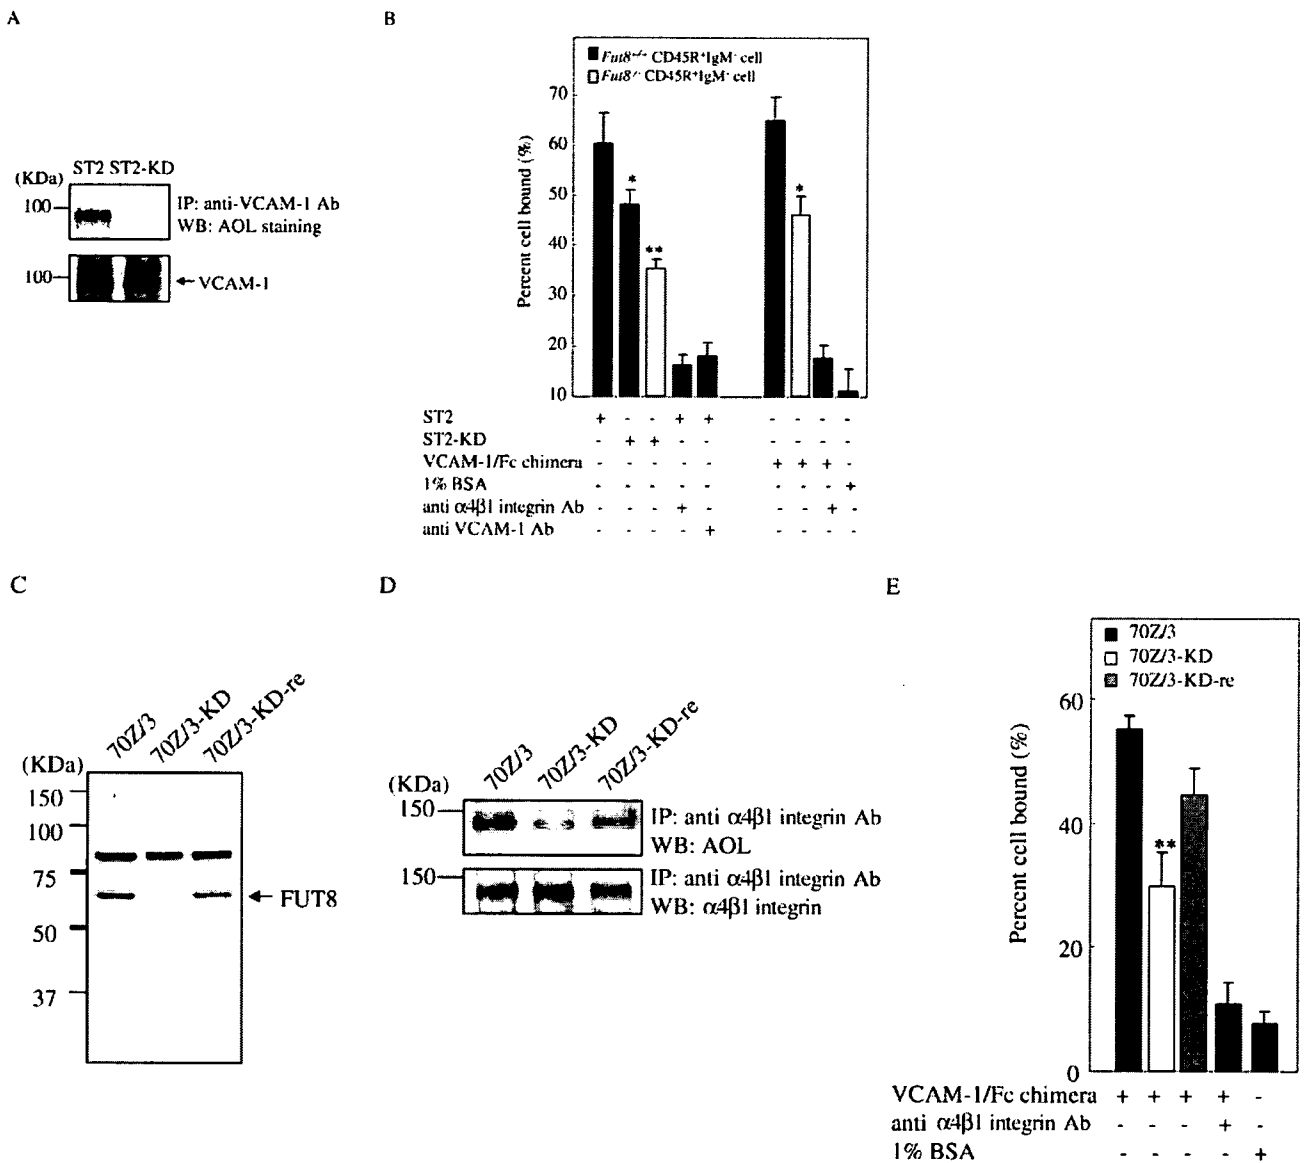 A
ST2 ST2-KD
(KDa)
100
IP: anti-VCAM-1 Ab
WB: AOL staining
100
←VCAM-1
B
Fut8+/+ CD45R+IgM- cell
Fut8-/- CD45R+IgM- cell
Percent cell bound (%)
70
60
50
40
30
20
10
*
**
*
ST2 + - - + + - - - -
ST2-KD - + + - - - - - -
VCAM-1/Fc chimera - - - - - + + + -
1% BSA - - - - - - - - +
anti α4β1 integrin Ab - - - + - - - + -
anti VCAM-1 Ab - - - - + - - - -
C
70Z/3 70Z/3-KD 70Z/3-KD-re
(KDa)
150
100
75
50
37
← FUT8
D
70Z/3 70Z/3-KD 70Z/3-KD-re
(KDa)
150
IP: anti α4β1 integrin Ab
WB: AOL
150
IP: anti α4β1 integrin Ab
WB: α4β1 integrin
E
70Z/3
70Z/3-KD
70Z/3-KD-re
Percent cell bound (%)
60
40
20
0
**
VCAM-1/Fc chimera + + + + -
anti α4β1 integrin Ab - - - + -
1% BSA - - - - +